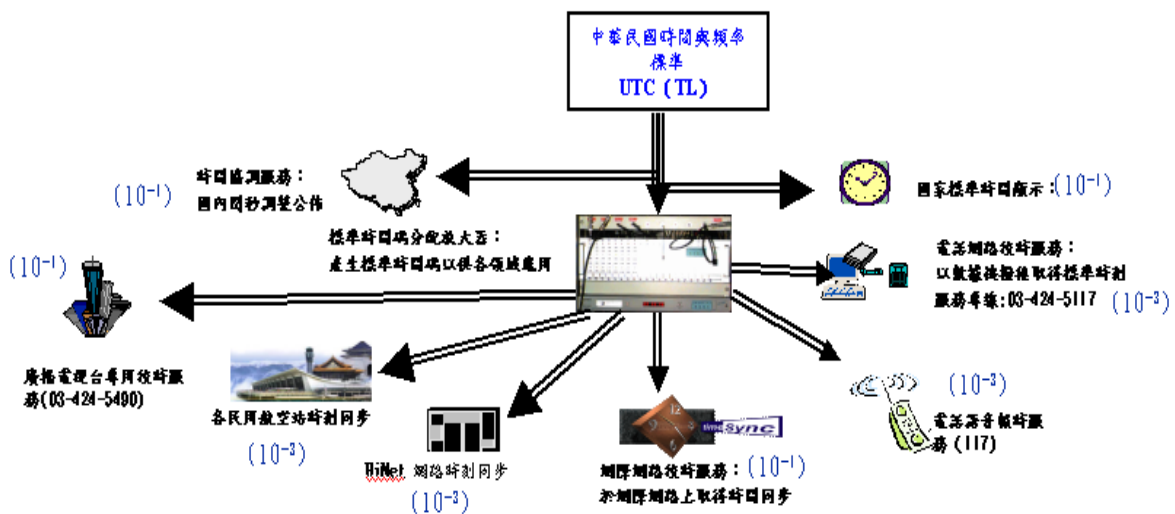 中華民國時間與頻率
標準
UTC (TL)
時間協調服務：
國內閏秒調整公佈
(10⁻¹)
國家標準時間顯示：(10⁻¹)
標準時間碼分配放大器：
產生標準時間碼以供各領域應用
電話網路校時服務：
以數據機撥接取得標準時刻
服務專線:03-424-5117 (10⁻³)
(10⁻¹)
廣播電視台專用校時服
務(03-424-5490)
各民用航空站時刻同步
(10⁻³)
HiNet 網路時刻同步
(10⁻³)
12
9
6
time sync
網際網路校時服務：(10⁻¹)
於網際網路上取得時間同步
(10⁻³)
電話語音報時服
務 (117)